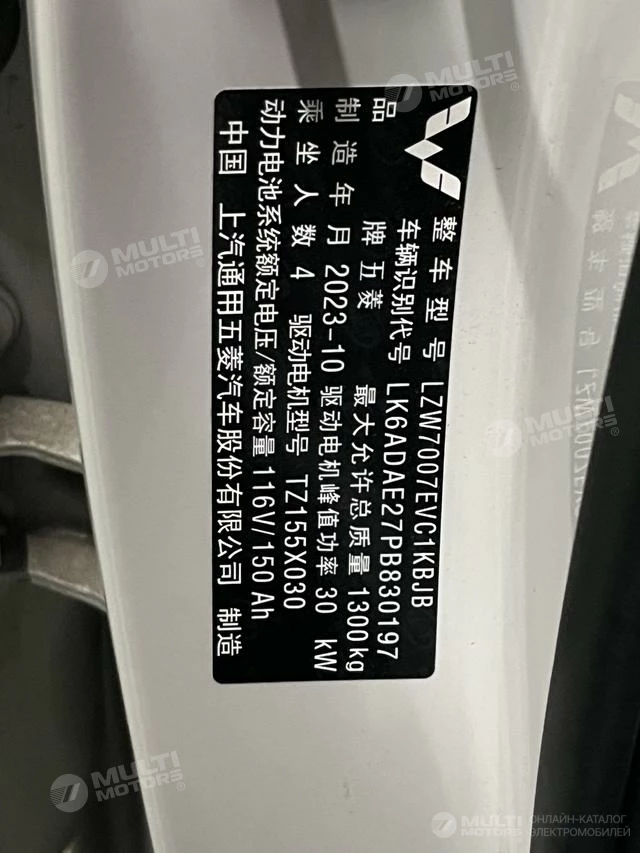 整车型号 LZW7007EVC1KBJB
车辆识别代号 LK6ADAE27PB830197
品 牌 五菱 最大允许总质量 1300 kg
制造年月 2023-10 驱动电机峰值功率 30 kW
乘坐人数 4 驱动电机型号 TZ155X030
动力电池系统额定电压/额定容量 116V/150 Ah
中国 上汽通用五菱汽车股份有限公司 制造
MULTI MOTORS
MULTI MOTORS
MULTI MOTORS
MULTI MOTORS
MULTI MOTORS
ОНЛАЙН-КАТАЛОГ
ЭЛЕКТРОМОБИЛЕЙ